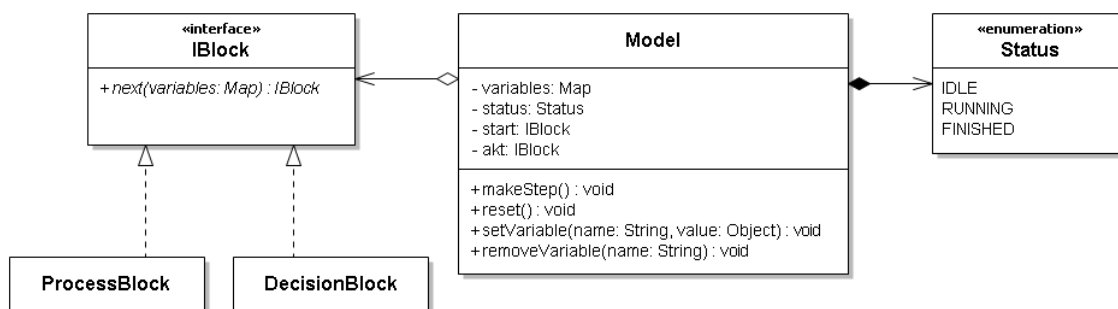 «interface»
IBlock
+ next(variables: Map) : IBlock
Model
- variables: Map
- status: Status
- start: IBlock
- akt: IBlock
+ makeStep() : void
+ reset() : void
+ setVariable(name: String, value: Object) : void
+ removeVariable(name: String) : void
«enumeration»
Status
IDLE
RUNNING
FINISHED
ProcessBlock
DecisionBlock